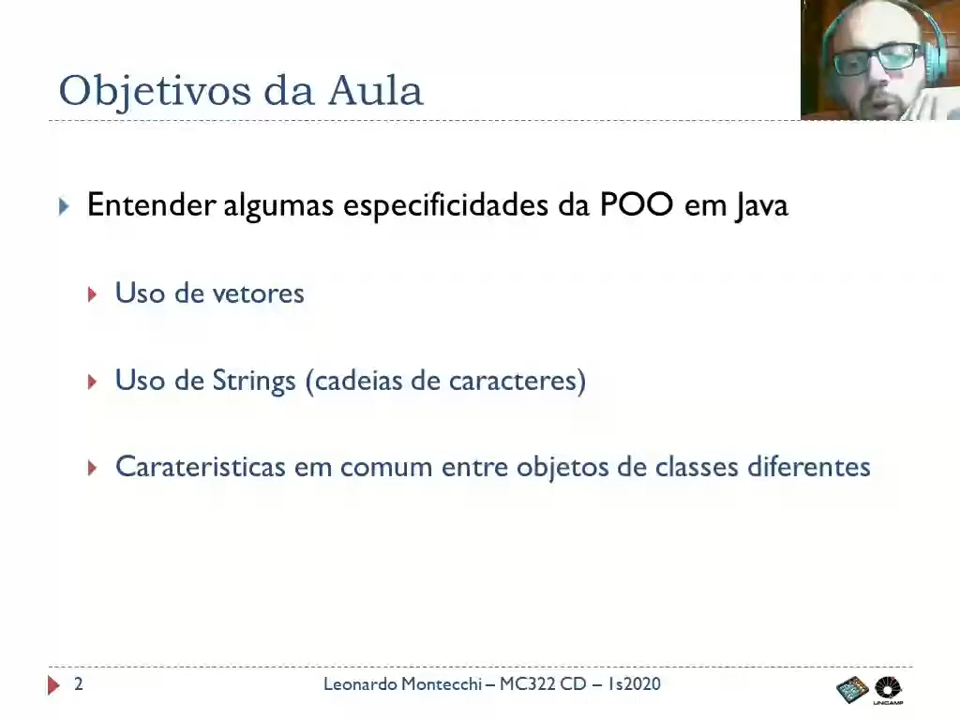 Objetivos da Aula
Entender algumas especificidades da POO em Java
Uso de vetores
Uso de Strings (cadeias de caracteres)
Carateristicas em comum entre objetos de classes diferentes
2
Leonardo Montecchi – MC322 CD – 1s2020
UNICAMP